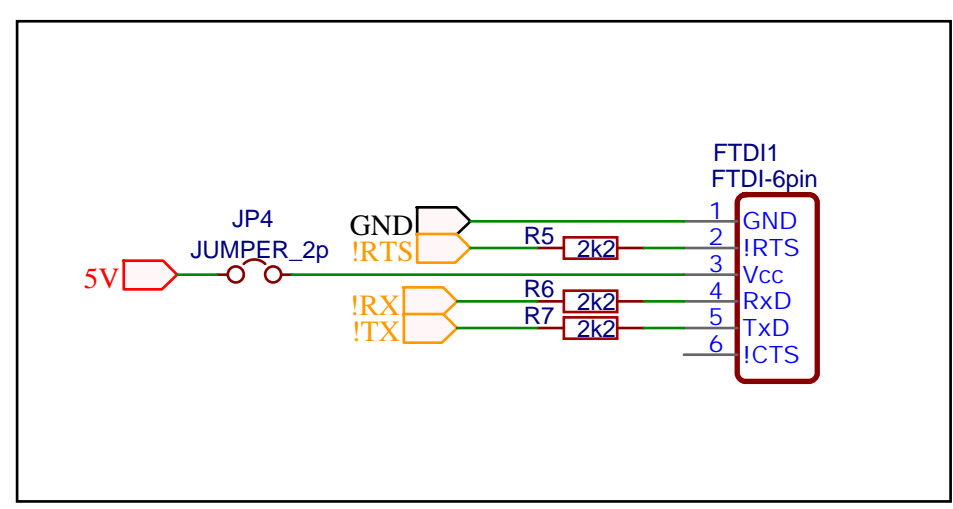 FTDI1
FTDI-6pin
JP4
JUMPER_2p
5V
GND
!RTS
!RX
!TX
R5
2k2
R6
2k2
R7
2k2
1 GND
2 !RTS
3 Vcc
4 RxD
5 TxD
6 !CTS